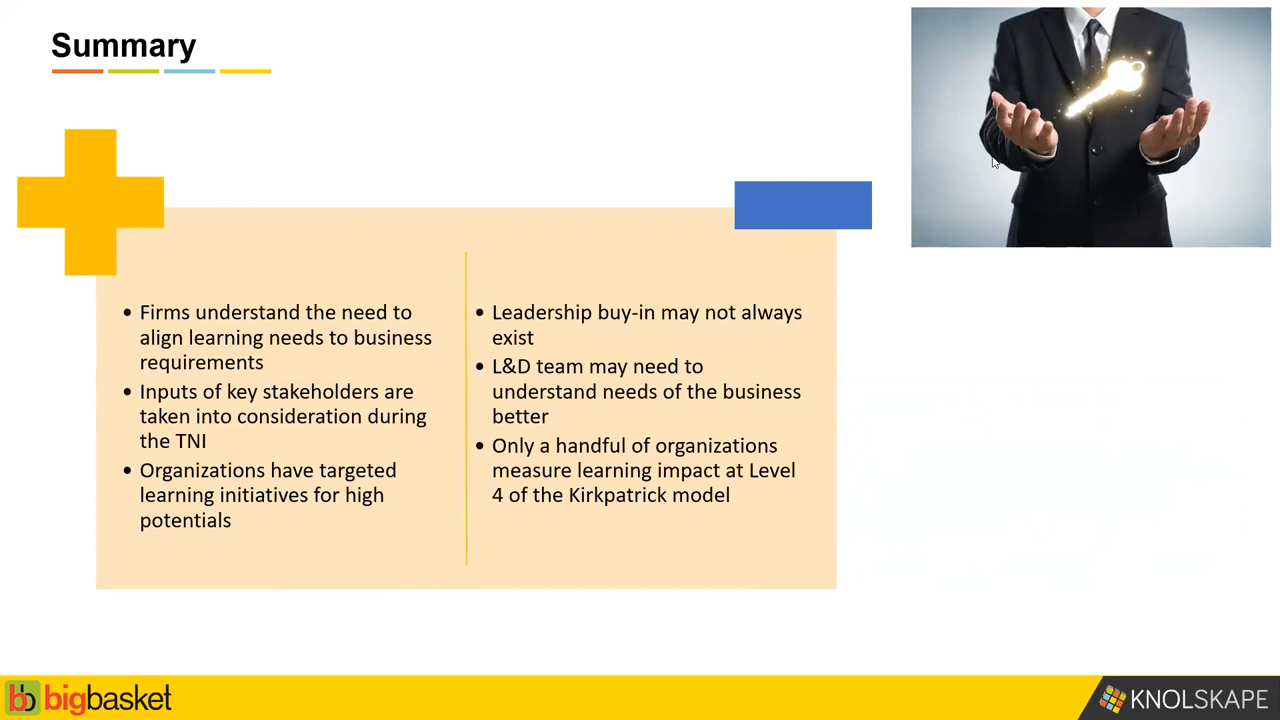 Summary
• Firms understand the need to
align learning needs to business
requirements
• Inputs of key stakeholders are
taken into consideration during
the TNI
• Organizations have targeted
learning initiatives for high
potentials
• Leadership buy-in may not always
exist
• L&D team may need to
understand needs of the business
better
• Only a handful of organizations
measure learning impact at Level
4 of the Kirkpatrick model
bb bigbasket
KNOLSKAPE